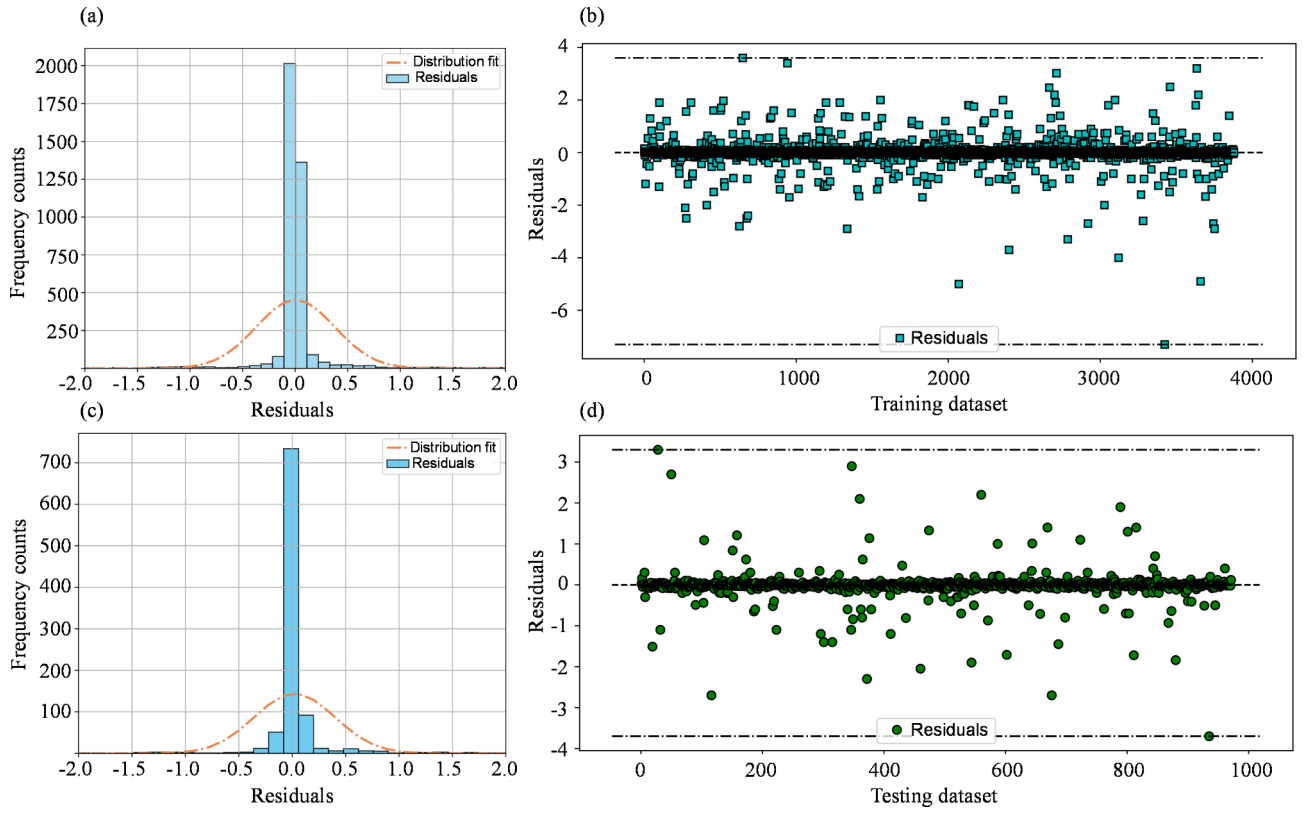 (a)
Frequency counts
2000
1750
1500
1250
1000
750
500
250
Distribution fit
Residuals
-2.0 -1.5 -1.0 -0.5 0.0 0.5 1.0 1.5 2.0
Residuals
(b)
Residuals
4
2
0
-2
-4
-6
Residuals
0 1000 2000 3000 4000
Training dataset
(c)
Frequency counts
700
600
500
400
300
200
100
Distribution fit
Residuals
-2.0 -1.5 -1.0 -0.5 0.0 0.5 1.0 1.5 2.0
Residuals
(d)
Residuals
3
2
1
0
-1
-2
-3
-4
Residuals
0 200 400 600 800 1000
Testing dataset